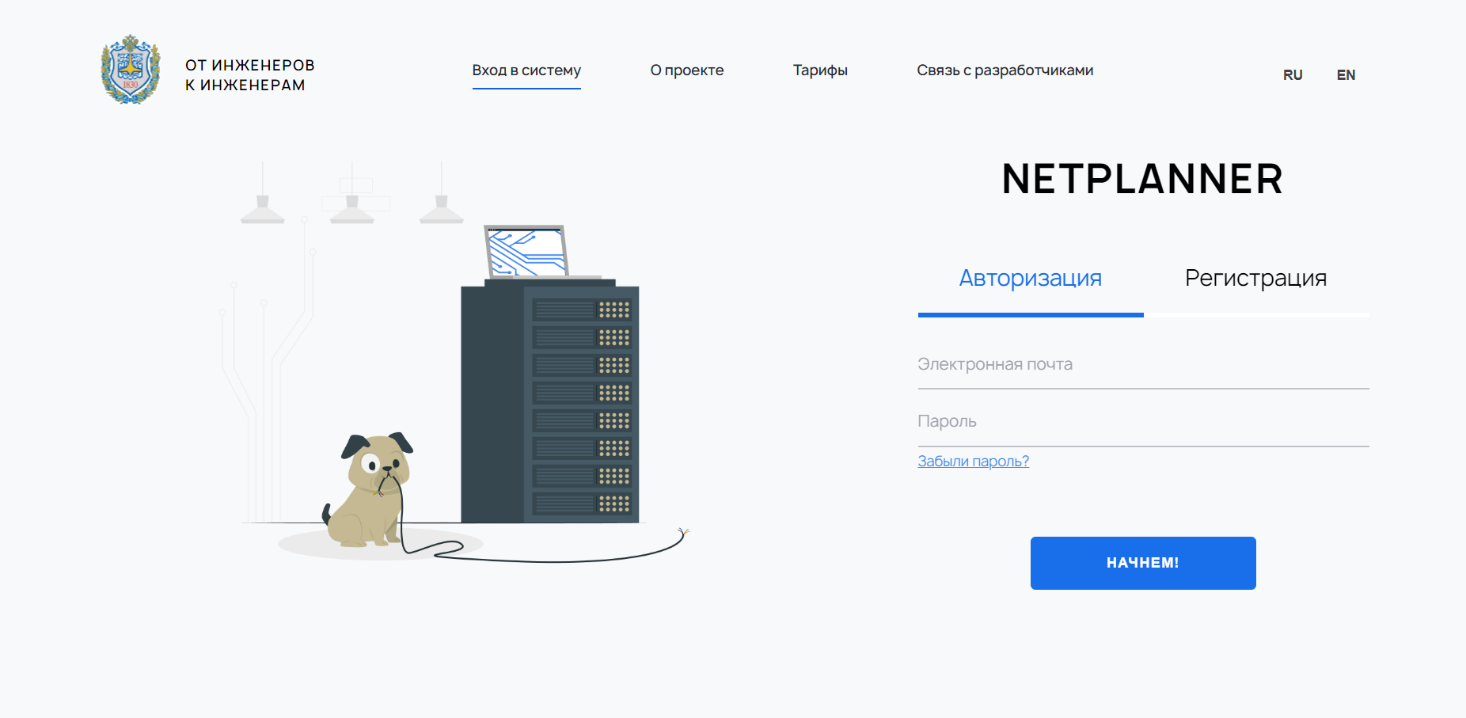 1830
ОТ ИНЖЕНЕРОВ
К ИНЖЕНЕРАМ
Вход в систему
О проекте
Тарифы
Связь с разработчиками
RU
EN
NETPLANNER
Авторизация
Регистрация
Электронная почта
Пароль
Забыли пароль?
НАЧНЕМ!